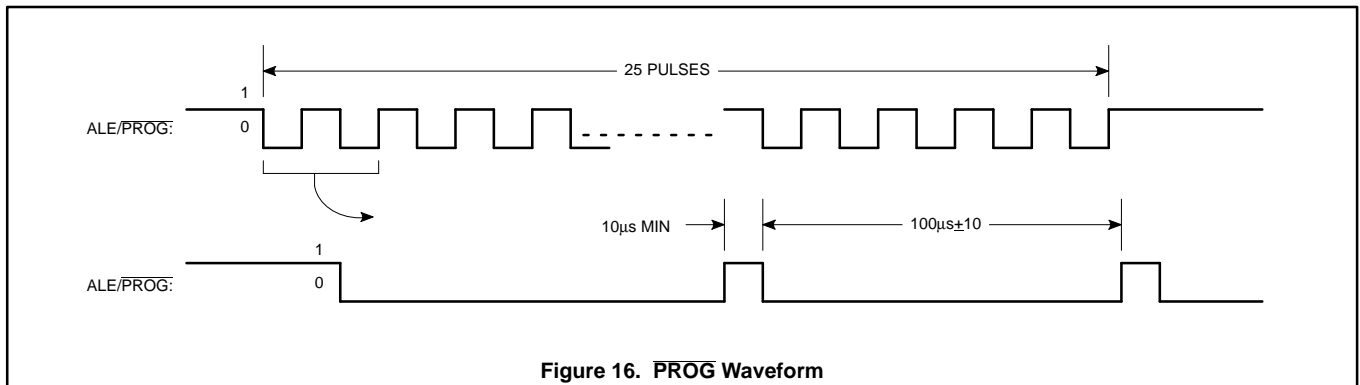 25 PULSES
1
ALE/PROG:
0
10µs MIN
100µs±10
1
ALE/PROG:
0
Figure 16. PROG Waveform